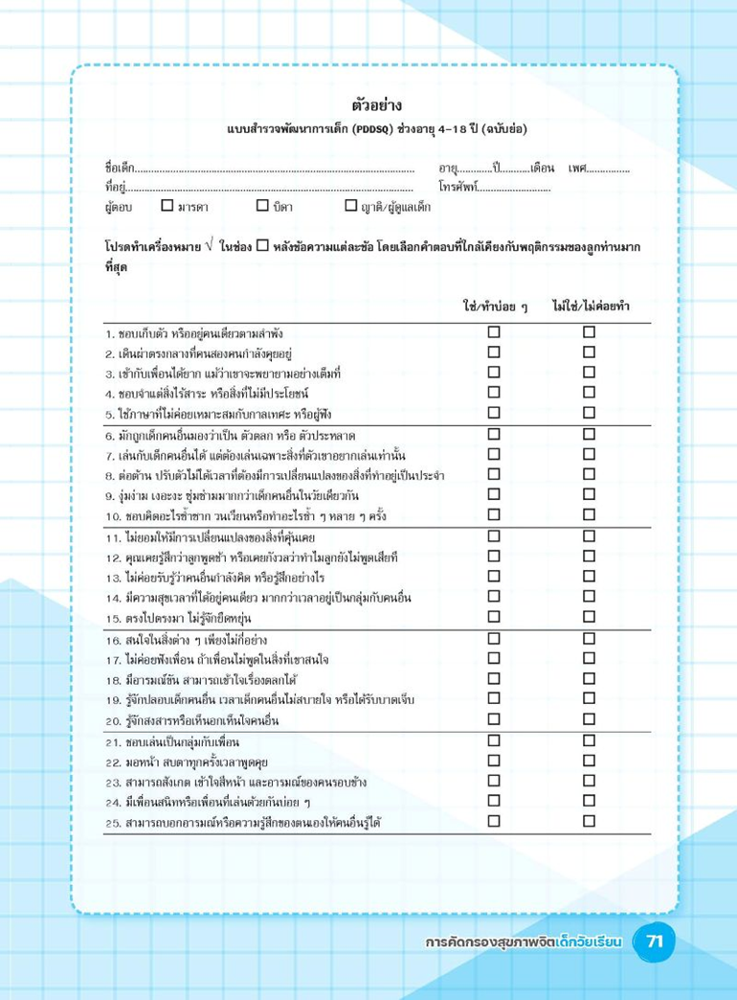 ตัวอย่าง
แบบสำรวจพัฒนาการเด็ก (PDDSQ) ช่วงอายุ 4-18 ปี (ฉบับย่อ)
ชื่อเด็ก.......................................................................................... อายุ............ปี..........เดือน เพศ..............
ที่อยู่............................................................................................. โทรศัพท์........................
ผู้ตอบ ☐ มารดา ☐ บิดา ☐ ญาติ/ผู้ดูแลเด็ก
โปรดทำเครื่องหมาย √ ในช่อง ☐ หลังข้อความแต่ละข้อ โดยเลือกคำตอบที่ใกล้เคียงกับพฤติกรรมของลูกท่านมาก
ที่สุด
ใช่/ทำบ่อย ๆ ไม่ใช่/ไม่ค่อยทำ
1. ชอบเก็บตัว หรืออยู่คนเดียวตามลำพัง ☐ ☐
2. เดินผ่าตรงกลางที่คนสองคนกำลังคุยอยู่ ☐ ☐
3. เข้ากับเพื่อนได้ยาก แม้ว่าเขาจะพยายามอย่างเต็มที่ ☐ ☐
4. ชอบจำแต่สิ่งไร้สาระ หรือสิ่งที่ไม่มีประโยชน์ ☐ ☐
5. ใช้ภาษาที่ไม่ค่อยเหมาะสมกับกาลเทศะ หรือผู้ฟัง ☐ ☐
6. มักถูกเด็กคนอื่นมองว่าเป็น ตัวตลก หรือ ตัวประหลาด ☐ ☐
7. เล่นกับเด็กคนอื่นได้ แต่ต้องเล่นเฉพาะสิ่งที่ตัวเขาอยากเล่นเท่านั้น ☐ ☐
8. ต่อต้าน ปรับตัวไม่ได้เวลาที่ต้องมีการเปลี่ยนแปลงของสิ่งที่ทำอยู่เป็นประจำ ☐ ☐
9. งุ่มง่าม เงอะงะ ซุ่มซ่ามมากกว่าเด็กคนอื่นในวัยเดียวกัน ☐ ☐
10. ชอบคิดอะไรซ้ำซาก วนเวียนหรือทำอะไรซ้ำ ๆ หลาย ๆ ครั้ง ☐ ☐
11. ไม่ยอมให้มีการเปลี่ยนแปลงของสิ่งที่คุ้นเคย ☐ ☐
12. คุณเคยรู้สึกว่าลูกพูดช้า หรือเคยกังวลว่าทำไมลูกยังไม่พูดเสียที ☐ ☐
13. ไม่ค่อยรับรู้ว่าคนอื่นกำลังคิด หรือรู้สึกอย่างไร ☐ ☐
14. มีความสุขเวลาที่ได้อยู่คนเดียว มากกว่าเวลาอยู่เป็นกลุ่มกับคนอื่น ☐ ☐
15. ตรงไปตรงมา ไม่รู้จักยืดหยุ่น ☐ ☐
16. สนใจในสิ่งต่าง ๆ เพียงไม่กี่อย่าง ☐ ☐
17. ไม่ค่อยฟังเพื่อน ถ้าเพื่อนไม่พูดในสิ่งที่เขาสนใจ ☐ ☐
18. มีอารมณ์ขัน สามารถเข้าใจเรื่องตลกได้ ☐ ☐
19. รู้จักปลอบเด็กคนอื่น เวลาเด็กคนอื่นไม่สบายใจ หรือได้รับบาดเจ็บ ☐ ☐
20. รู้จักสงสารหรือเห็นอกเห็นใจคนอื่น ☐ ☐
21. ชอบเล่นเป็นกลุ่มกับเพื่อน ☐ ☐
22. มอหน้า สบตาทุกครั้งเวลาพูดคุย ☐ ☐
23. สามารถสังเกต เข้าใจสีหน้า และอารมณ์ของคนรอบข้าง ☐ ☐
24. มีเพื่อนสนิทหรือเพื่อนที่เล่นด้วยกันบ่อย ๆ ☐ ☐
25. สามารถบอกอารมณ์หรือความรู้สึกของตนเองให้คนอื่นรู้ได้ ☐ ☐
การคัดกรองสุขภาพจิตเด็กวัยเรียน 71